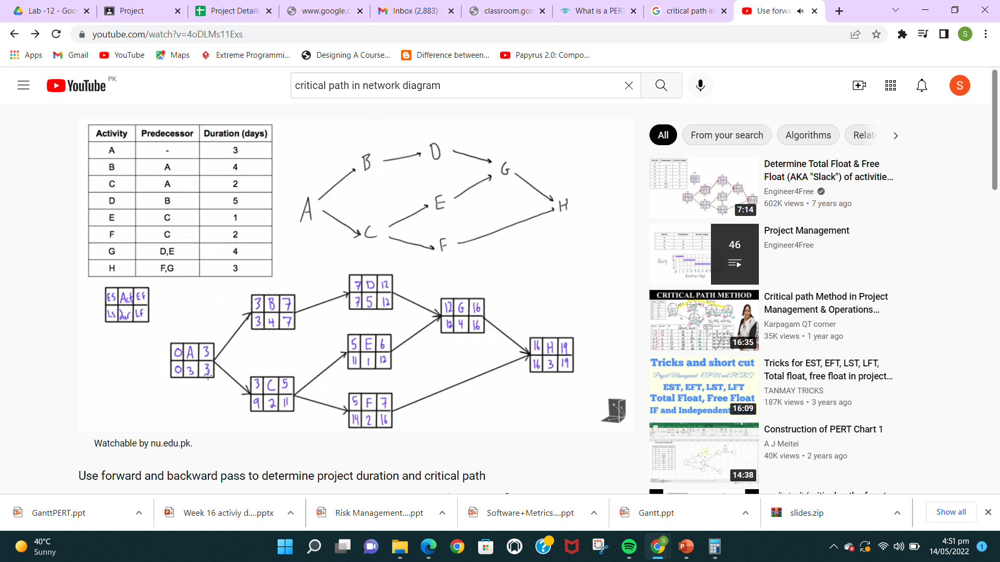 Lab -12 - Goo
Project
Project Details
www.google.c
Inbox (2,883) -
classroom.goo
What is a PERT
critical path in
Use forwa
youtube.com/watch?v=4oDLMs11Exs
S
Apps
Gmail
YouTube
Maps
Extreme Programmi...
Designing A Course...
Difference between...
Papyrus 2.0: Compo...
YouTube PK
critical path in network diagram
S
Activity Predecessor Duration (days)
A - 3
B A 4
C A 2
D B 5
E C 1
F C 2
G D,E 4
H F,G 3
A
B
C
D
E
F
G
H
ES Act EF
LS dur LF
0 A 3
0 3 3
3 B 7
3 4 7
3 C 5
9 2 11
7 D 12
7 5 12
5 E 6
11 1 12
5 F 7
14 2 16
12 G 16
12 4 16
16 H 19
16 3 19
Watchable by nu.edu.pk.
Use forward and backward pass to determine project duration and critical path
All
From your search
Algorithms
Relate
7:14
Determine Total Float & Free
Float (AKA "Slack") of activitie...
Engineer4Free
602K views • 7 years ago
46
Project Management
Engineer4Free
CRITICAL PATH METHOD
16:35
Critical path Method in Project
Management & Operations...
Karpagam QT corner
35K views • 1 year ago
Tricks and short cut
Project Management -CPM and PERT
EST, EFT, LST, LFT
Total Float, Free Float
IF and Independent
16:09
Tricks for EST, EFT, LST, LFT,
Total float, free float in project...
TANMAY TRICKS
187K views • 3 years ago
14:38
Construction of PERT Chart 1
A J Meitei
40K views • 2 years ago
GanttPERT.ppt
Week 16 activiy d....pptx
Risk Management....ppt
Software+Metrics....ppt
Gantt.ppt
slides.zip
Show all
40°C
Sunny
4:51 pm
14/05/2022
1